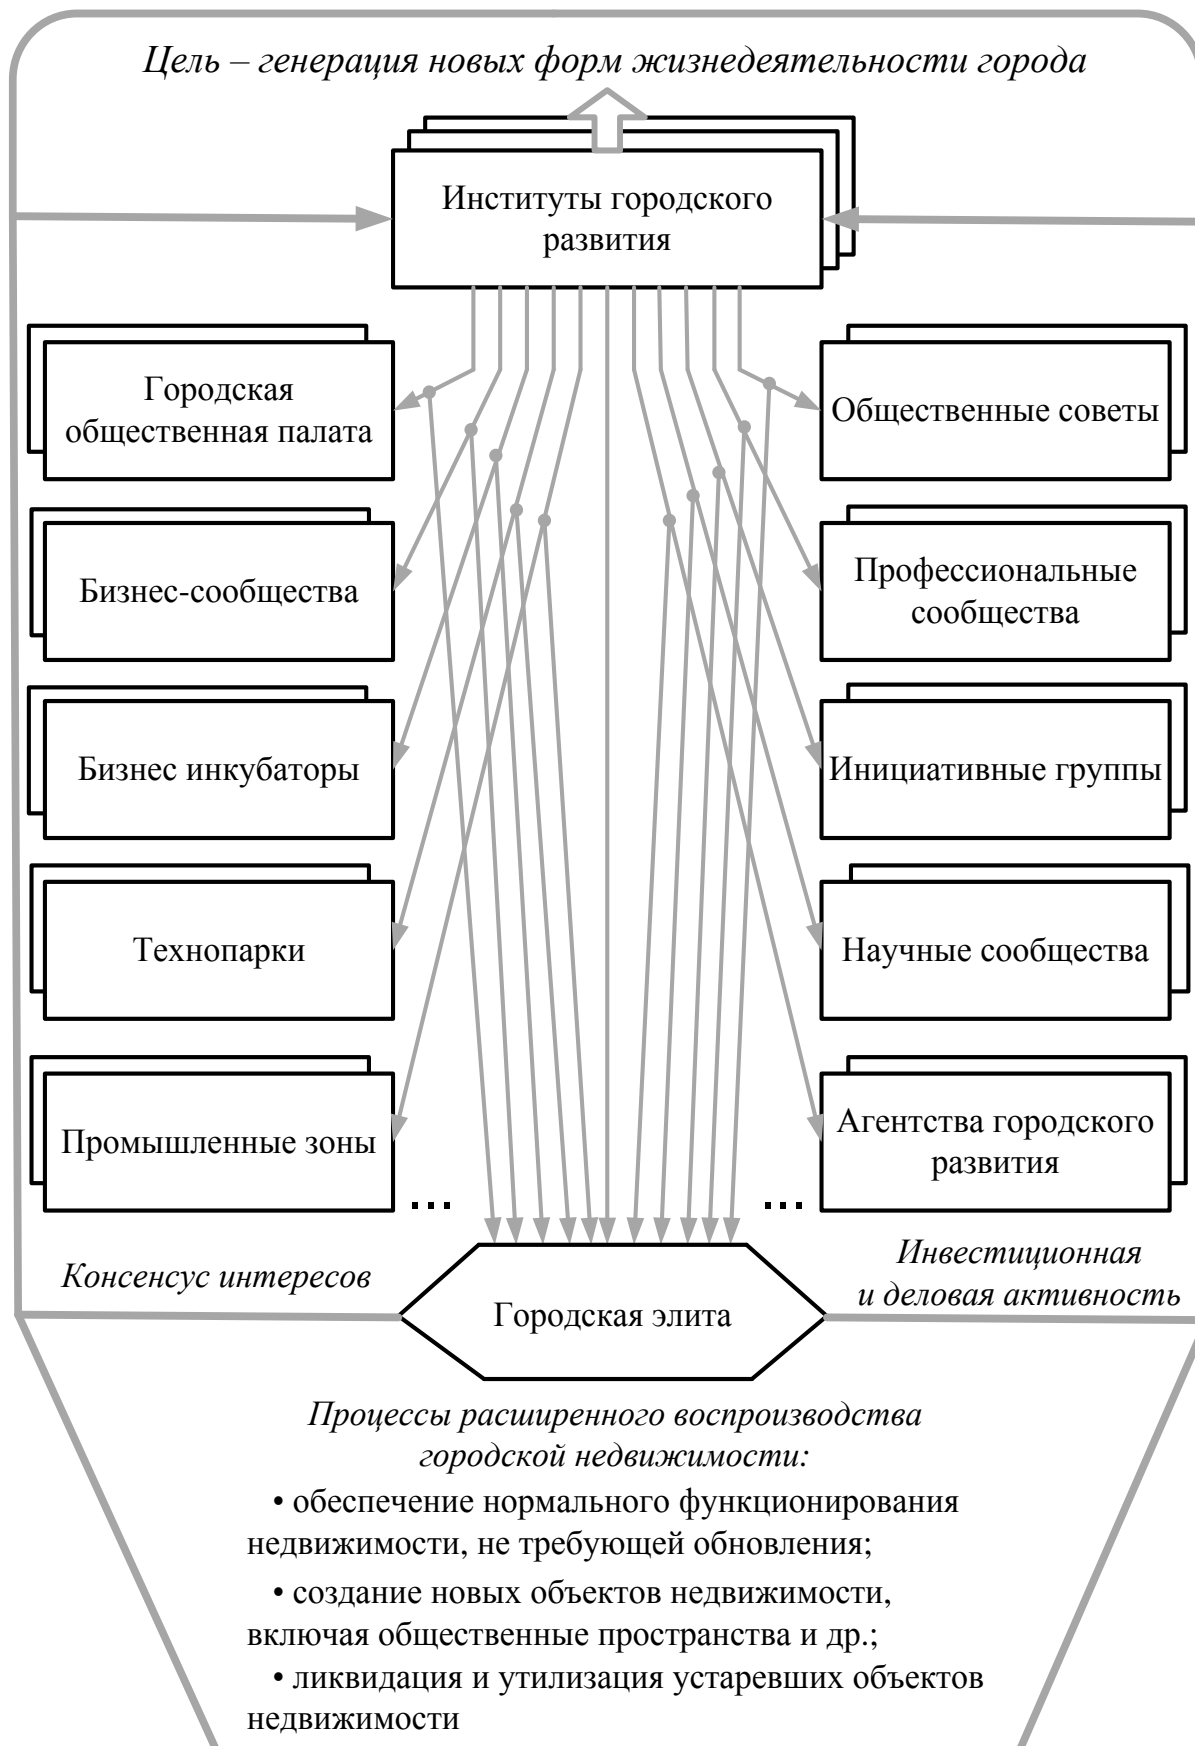 Цель – генерация новых форм жизнедеятельности города
Институты городского
развития
Городская
общественная палата
Общественные советы
Бизнес-сообщества
Профессиональные
сообщества
Бизнес инкубаторы
Инициативные группы
Технопарки
Научные сообщества
Промышленные зоны
...
Агентства городского
развития
...
Консенсус интересов
Инвестиционная
и деловая активность
Городская элита
Процессы расширенного воспроизводства
городской недвижимости:
• обеспечение нормального функционирования
недвижимости, не требующей обновления;
• создание новых объектов недвижимости,
включая общественные пространства и др.;
• ликвидация и утилизация устаревших объектов
недвижимости